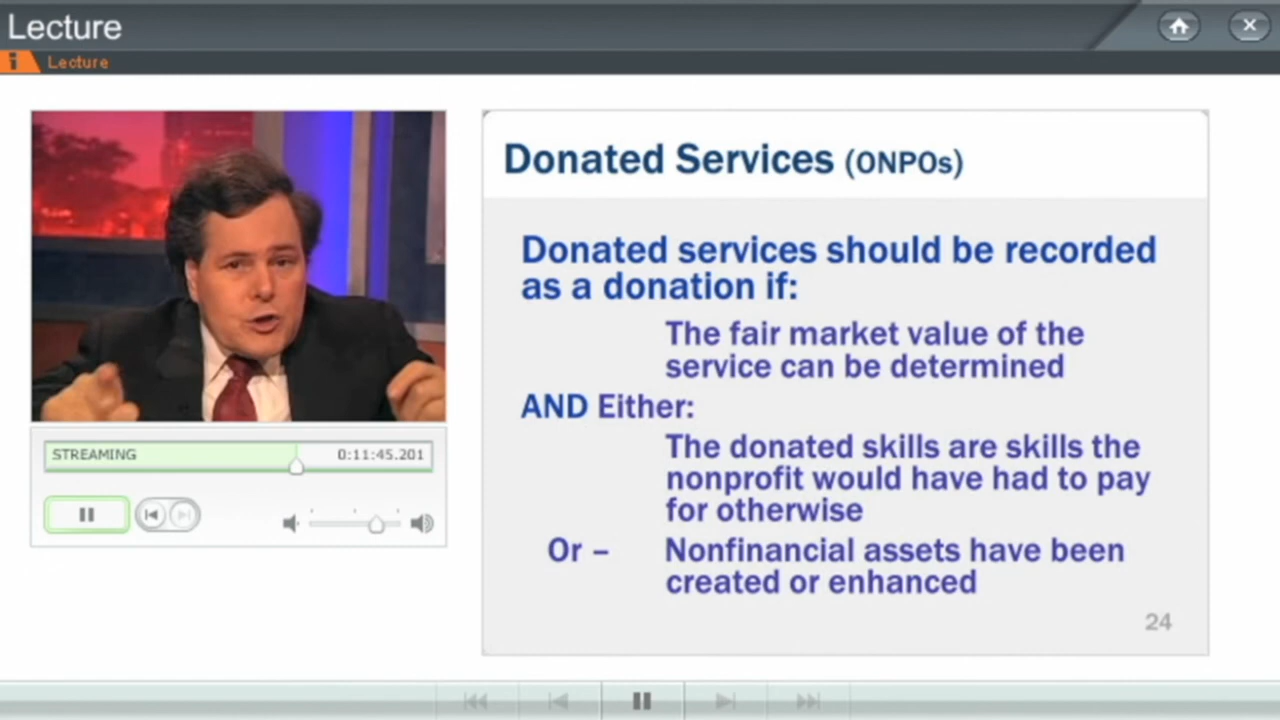 Lecture
i Lecture
Donated Services (ONPOs)
Donated services should be recorded
as a donation if:
The fair market value of the
service can be determined
AND Either:
The donated skills are skills the
nonprofit would have had to pay
for otherwise
Or – Nonfinancial assets have been
created or enhanced
24
STREAMING 0:11:45.201